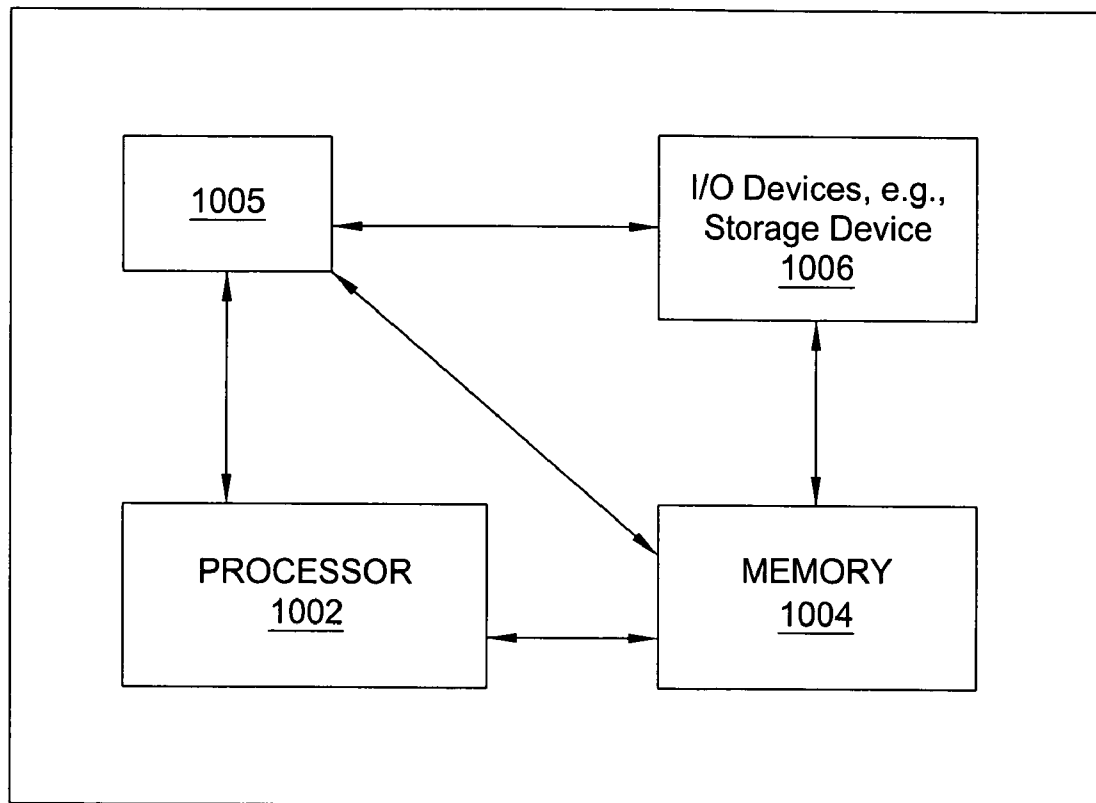 1005
I/O Devices, e.g.,
Storage Device
1006
PROCESSOR
1002
MEMORY
1004